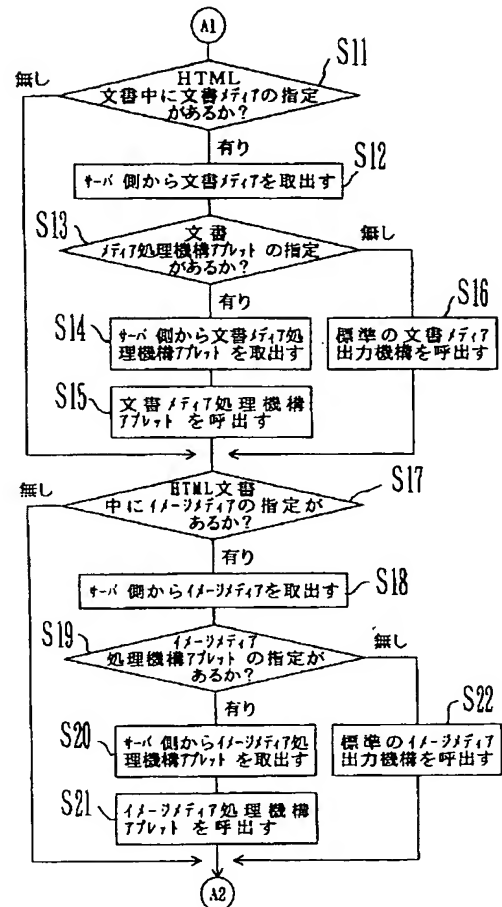 A1
S11
無し
HTML
文書中に文書メディアの指定
があるか?
有り
S12
サーバ側から文書メディアを取出す
S13
文書
メディア処理機構アプレットの指定
があるか?
無し
有り
S14
サーバ側から文書メディア処
理機構アプレットを取出す
S16
標準の文書メディア
出力機構を呼出す
S15
文書メディア処理機構
アプレットを呼出す
無し
S17
HTML文書
中にイメージメディアの指定が
あるか?
有り
S18
サーバ側からイメージメディアを取出す
S19
イメージメディア
処理機構アプレットの指定が
あるか?
無し
有り
S20
サーバ側からイメージメディア処
理機構アプレットを取出す
S22
標準のイメージメディア
出力機構を呼出す
S21
イメージメディア処理機構
アプレットを呼出す
A2